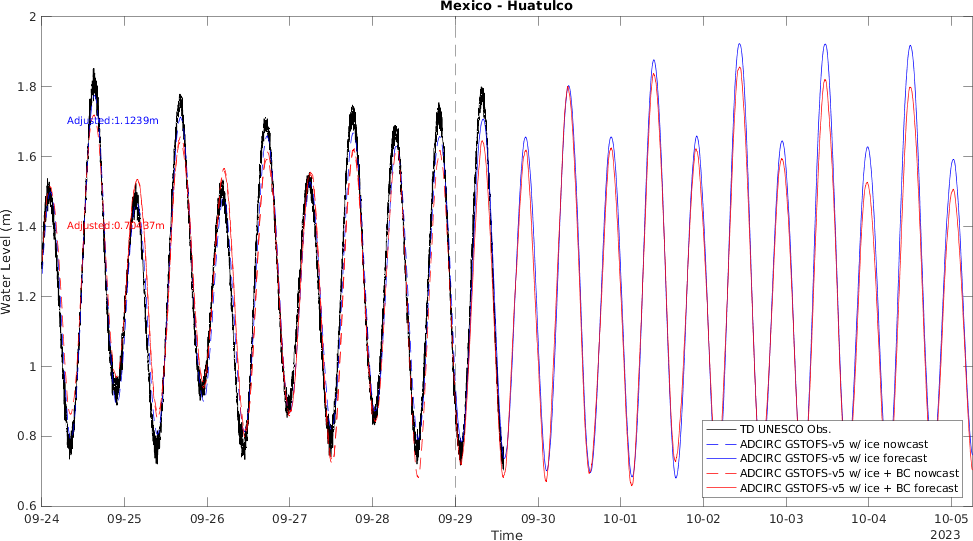 Mexico - Huatulco
Water Level (m)
2
1.8
1.6
1.4
1.2
1
0.8
0.6
Adjusted:1.1239m
Adjusted:0.70437m
TD UNESCO Obs.
ADCIRC GSTOFS-v5 w/ ice nowcast
ADCIRC GSTOFS-v5 w/ ice forecast
ADCIRC GSTOFS-v5 w/ ice + BC nowcast
ADCIRC GSTOFS-v5 w/ ice + BC forecast
09-24 09-25 09-26 09-27 09-28 09-29 09-30 10-01 10-02 10-03 10-04 10-05
2023
Time